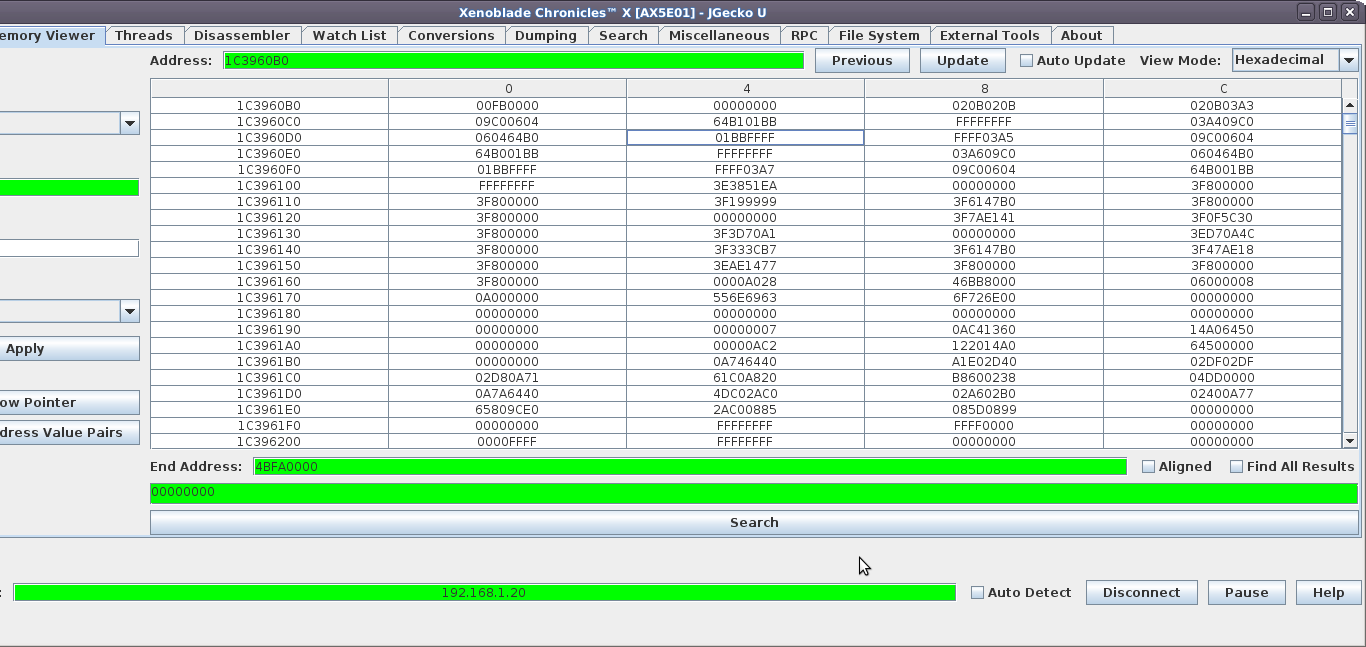 Xenoblade Chronicles™ X [AX5E01] - JGecko U
emory Viewer Threads Disassembler Watch List Conversions Dumping Search Miscellaneous RPC File System External Tools About
Address: 1C3960B0 Previous Update Auto Update View Mode: Hexadecimal
0 4 8 C
1C3960B0 00FB0000 00000000 020B020B 020B03A3
1C3960C0 09C00604 64B101BB FFFFFFFF 03A409C0
1C3960D0 060464B0 01BBFFFF FFFF03A5 09C00604
1C3960E0 64B001BB FFFFFFFF 03A609C0 060464B0
1C3960F0 01BBFFFF FFFF03A7 09C00604 64B001BB
1C396100 FFFFFFFF 3E3851EA 00000000 3F800000
1C396110 3F800000 3F199999 3F6147B0 3F800000
1C396120 3F800000 00000000 3F7AE141 3F0F5C30
1C396130 3F800000 3F3D70A1 00000000 3ED70A4C
1C396140 3F800000 3F333CB7 3F6147B0 3F47AE18
1C396150 3F800000 3EAE1477 3F800000 3F800000
1C396160 3F800000 0000A028 46BB8000 06000008
1C396170 0A000000 556E6963 6F726E00 00000000
1C396180 00000000 00000000 00000000 00000000
1C396190 00000000 00000007 0AC41360 14A06450
1C3961A0 00000000 00000AC2 122014A0 64500000
1C3961B0 00000000 0A746440 A1E02D40 02DF02DF
1C3961C0 02D80A71 61C0A820 B8600238 04DD0000
1C3961D0 0A7A6440 4DC02AC0 02A602B0 02400A77
1C3961E0 65809CE0 2AC00885 085D0899 00000000
1C3961F0 00000000 FFFFFFFF FFFF0000 00000000
1C396200 0000FFFF FFFFFFFF 00000000 00000000
Apply
ow Pointer
dress Value Pairs
End Address: 4BFA0000 Aligned Find All Results
00000000
Search
: 192.168.1.20 Auto Detect Disconnect Pause Help